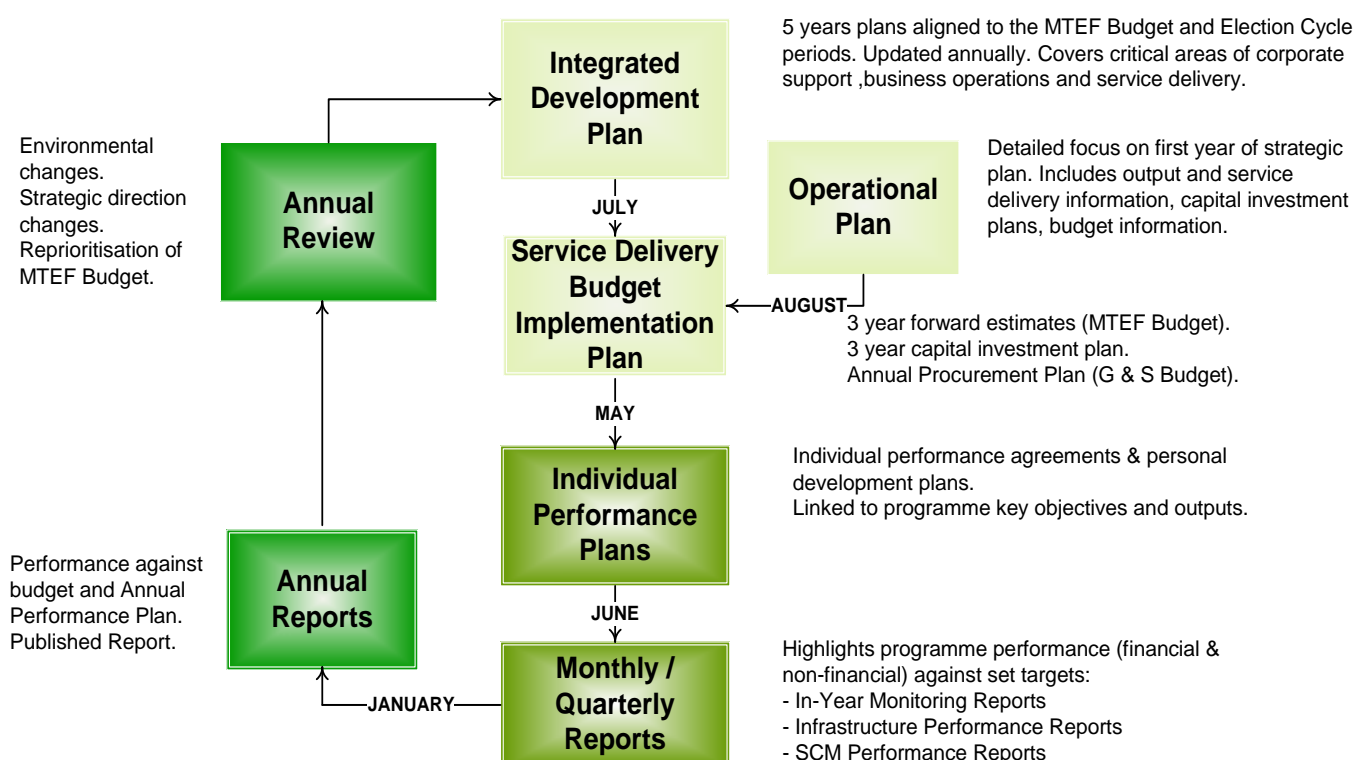 5 years plans aligned to the MTEF Budget and Election Cycle
periods. Updated annually. Covers critical areas of corporate
support ,business operations and service delivery.
Integrated
Development
Plan
Environmental
changes.
Strategic direction
changes.
Reprioritisation of
MTEF Budget.
Annual
Review
Operational
Plan
Detailed focus on first year of strategic
plan. Includes output and service
delivery information, capital investment
plans, budget information.
JULY
Service Delivery
Budget
Implementation
Plan
AUGUST
3 year forward estimates (MTEF Budget).
3 year capital investment plan.
Annual Procurement Plan (G & S Budget).
MAY
Individual
Performance
Plans
Individual performance agreements & personal
development plans.
Linked to programme key objectives and outputs.
Performance against
budget and Annual
Performance Plan.
Published Report.
Annual
Reports
JUNE
Monthly /
Quarterly
Reports
JANUARY
Highlights programme performance (financial &
non-financial) against set targets:
- In-Year Monitoring Reports
- Infrastructure Performance Reports
- SCM Performance Reports